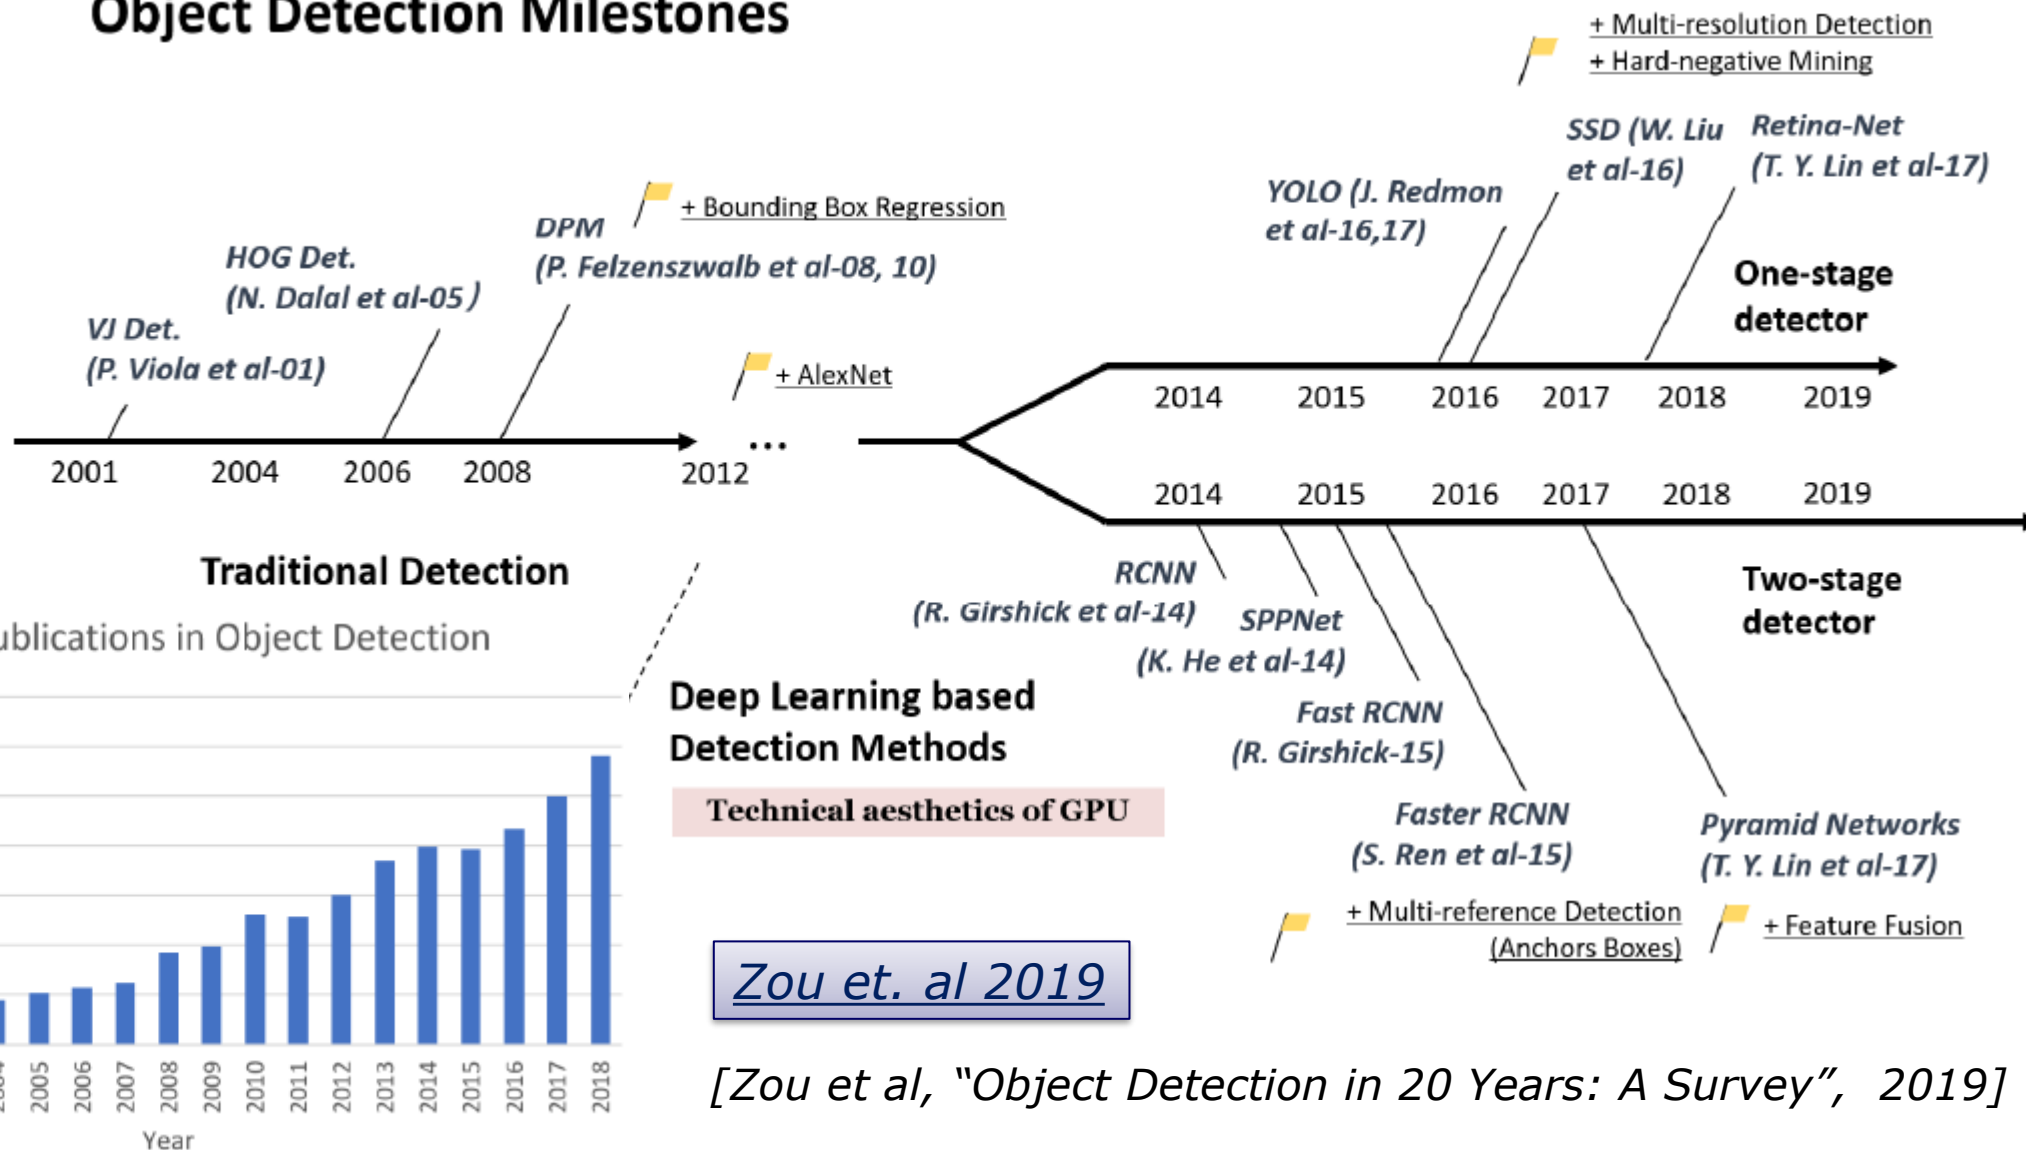 Object Detection Milestones
+ Multi-resolution Detection
+ Hard-negative Mining
SSD (W. Liu
et al-16)
Retina-Net
(T. Y. Lin et al-17)
YOLO (J. Redmon
et al-16,17)
+ Bounding Box Regression
DPM
(P. Felzenszwalb et al-08, 10)
HOG Det.
(N. Dalal et al-05)
VJ Det.
(P. Viola et al-01)
One-stage
detector
+ AlexNet
2014 2015 2016 2017 2018 2019
...
2001 2004 2006 2008 2012
2014 2015 2016 2017 2018 2019
Traditional Detection
RCNN
(R. Girshick et al-14)
SPPNet
(K. He et al-14)
Fast RCNN
(R. Girshick-15)
Faster RCNN
(S. Ren et al-15)
+ Multi-reference Detection
(Anchors Boxes)
Two-stage
detector
Pyramid Networks
(T. Y. Lin et al-17)
+ Feature Fusion
Deep Learning based
Detection Methods
Technical aesthetics of GPU
in Object Detection
2005 2006 2007 2008 2009 2010 2011 2012 2013 2014 2015 2016 2017 2018
Year
Zou et. al 2019
[Zou et al, “Object Detection in 20 Years: A Survey”, 2019]